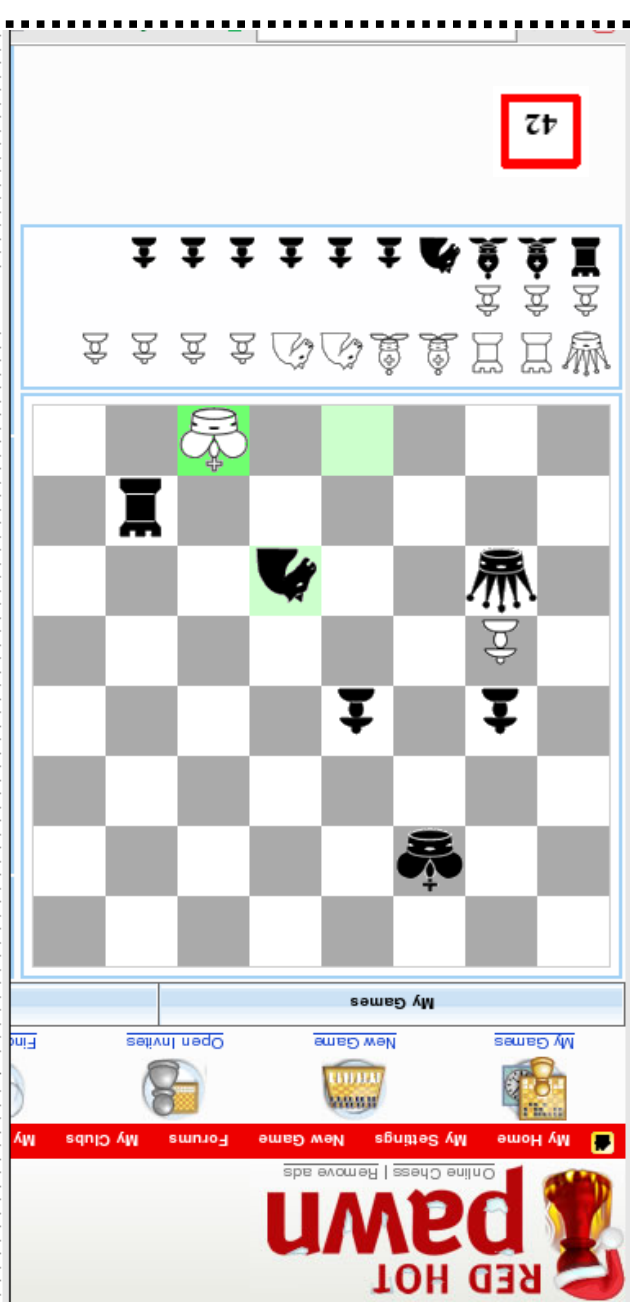 RED HOT
pawn
Online Chess | Remove ads
My Home My Settings New Game Forums My Clubs My
My Games New Game Open Invites
My Games
42